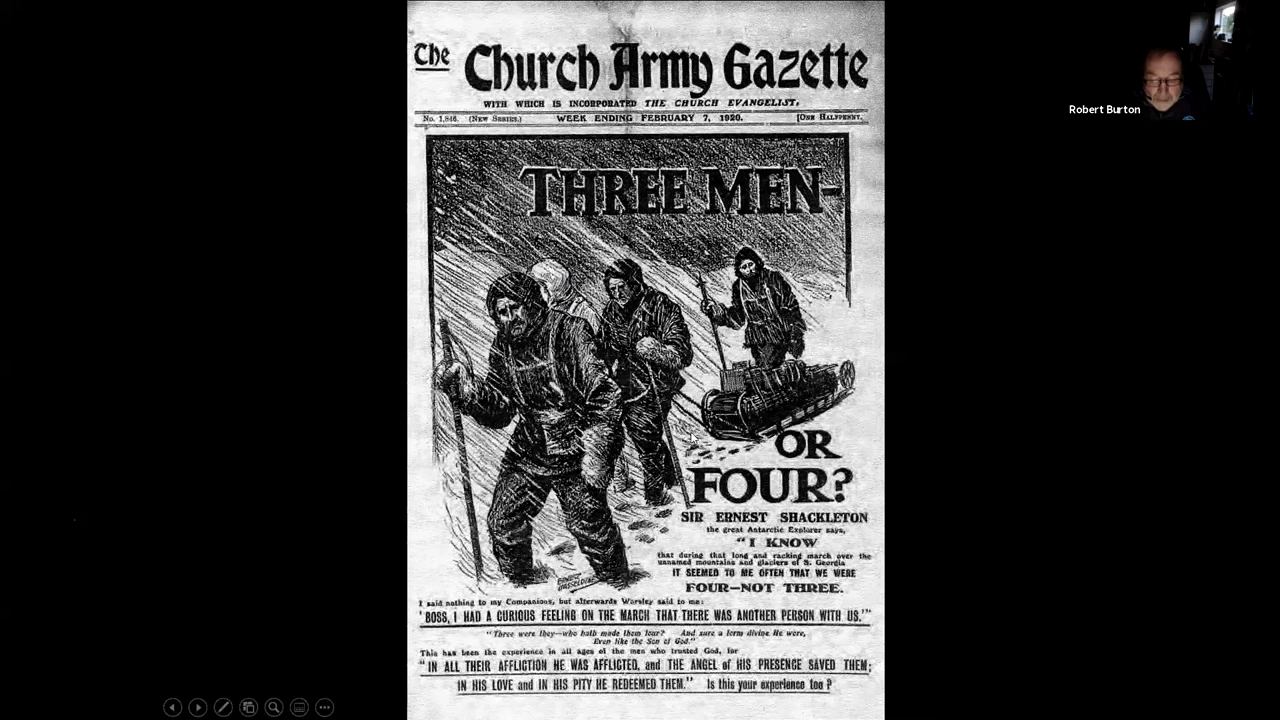 The Church Army Gazette
WITH WHICH IS INCORPORATED THE CHURCH EVANGELIST.
No. 1,846. (NEW SERIES.) WEEK ENDING FEBRUARY 7, 1920. [ONE HALFPENNY.
THREE MEN-
OR
FOUR?
SIR ERNEST SHACKLETON
the great Antarctic Explorer says,
"I KNOW
that during that long and racking march over the
unnamed mountains and glaciers of S. Georgia
IT SEEMED TO ME OFTEN THAT WE WERE
FOUR—NOT THREE.
I said nothing to my Companions, but afterwards Worsley said to me:
'BOSS, I HAD A CURIOUS FEELING ON THE MARCH THAT THERE WAS ANOTHER PERSON WITH US.'"
"Three were they—who hath made them four? And sure a form divine He wore,
Even like the Son of God."
This has been the experience in all ages of the men who trusted God, for
"IN ALL THEIR AFFLICTION HE WAS AFFLICTED, and THE ANGEL of HIS PRESENCE SAVED THEM;
IN HIS LOVE and IN HIS PITY HE REDEEMED THEM." Is this your experience too?
Robert Burton